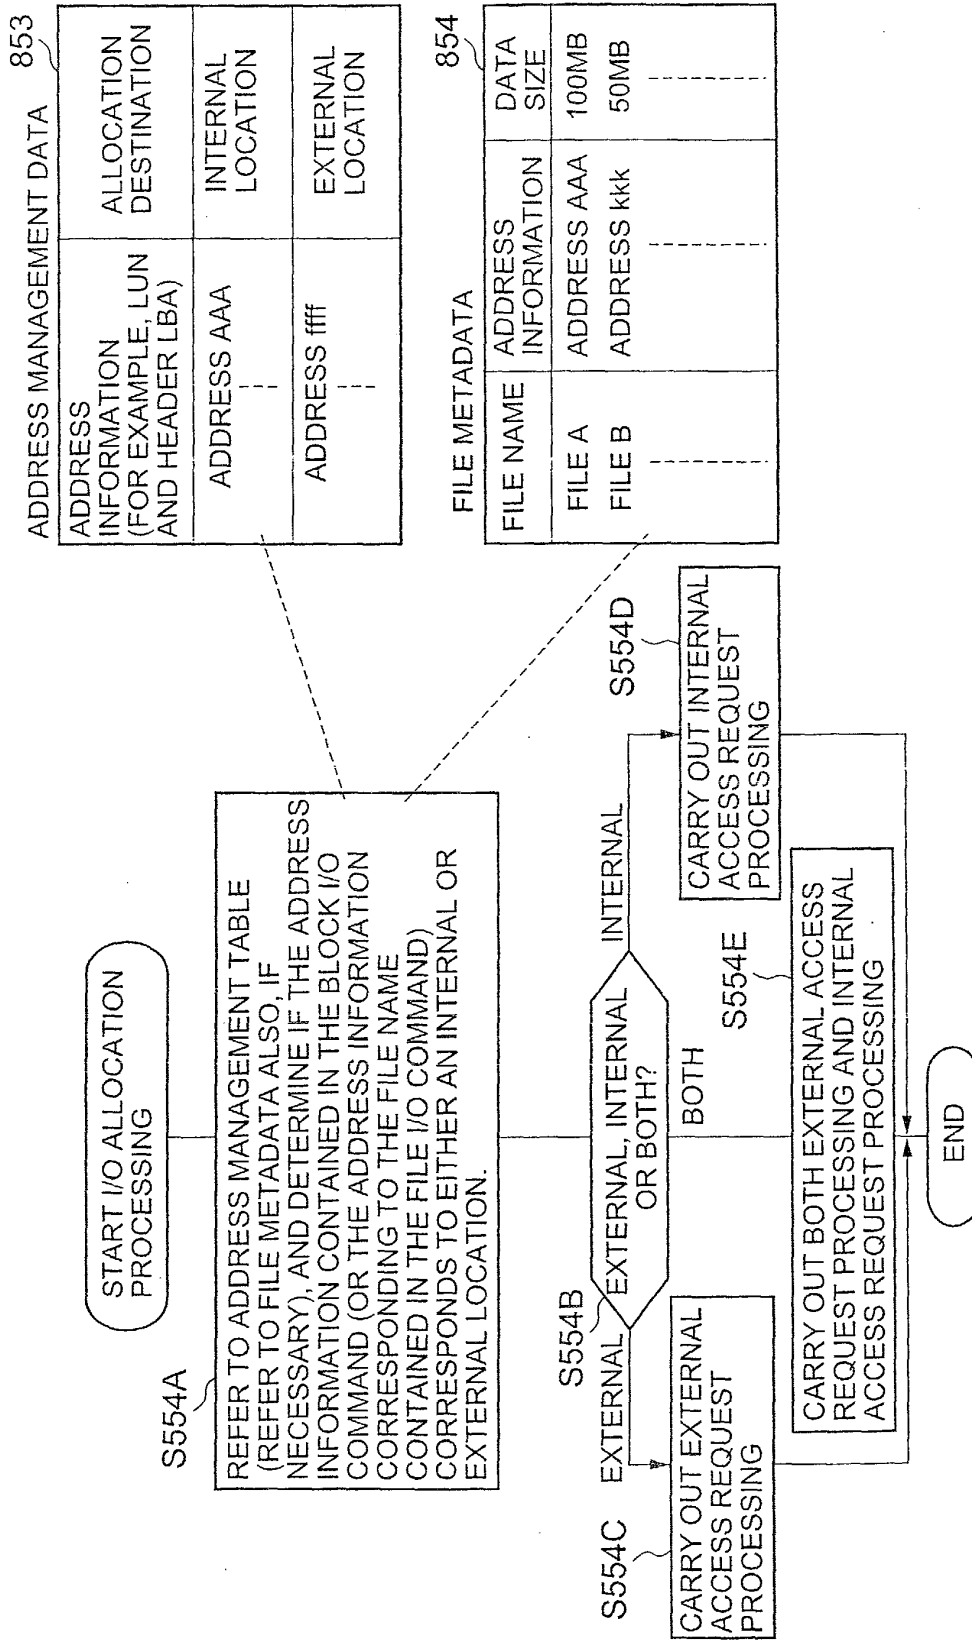 START I/O ALLOCATION
PROCESSING
S554A
REFER TO ADDRESS MANAGEMENT TABLE
(REFER TO FILE METADATA ALSO, IF
NECESSARY), AND DETERMINE IF THE ADDRESS
INFORMATION CONTAINED IN THE BLOCK I/O
COMMAND (OR THE ADDRESS INFORMATION
CORRESPONDING TO THE FILE NAME
CONTAINED IN THE FILE I/O COMMAND)
CORRESPONDS TO EITHER AN INTERNAL OR
EXTERNAL LOCATION.
S554B
EXTERNAL, INTERNAL
OR BOTH?
EXTERNAL
INTERNAL
BOTH
S554C
CARRY OUT EXTERNAL
ACCESS REQUEST
PROCESSING
S554D
CARRY OUT INTERNAL
ACCESS REQUEST
PROCESSING
S554E
CARRY OUT BOTH EXTERNAL ACCESS
REQUEST PROCESSING AND INTERNAL
ACCESS REQUEST PROCESSING
END
ADDRESS MANAGEMENT DATA
853
ADDRESS
INFORMATION
(FOR EXAMPLE, LUN
AND HEADER LBA)
ALLOCATION
DESTINATION
ADDRESS AAA
INTERNAL
LOCATION
ADDRESS ffff
EXTERNAL
LOCATION
FILE METADATA
854
FILE NAME
ADDRESS
INFORMATION
DATA
SIZE
FILE A
ADDRESS AAA
100MB
FILE B
ADDRESS kkk
50MB